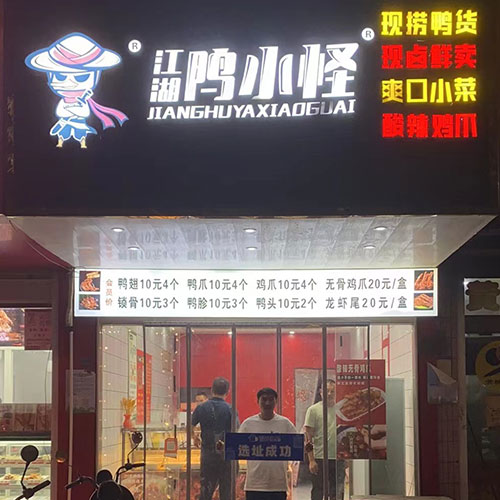 江湖 鸭小怪
®
®
JIANGHUYAXIAOGUAI
现捞鸭货
现卤鲜卖
爽口小菜
酸辣鸡爪
会员价
鸭翅10元4个 鸭爪10元4个 鸡爪10元4个 无骨鸡爪20元/盒
锁骨10元3个 鸭胗10元3个 鸭头10元2个 龙虾尾20元/盒
选址成功